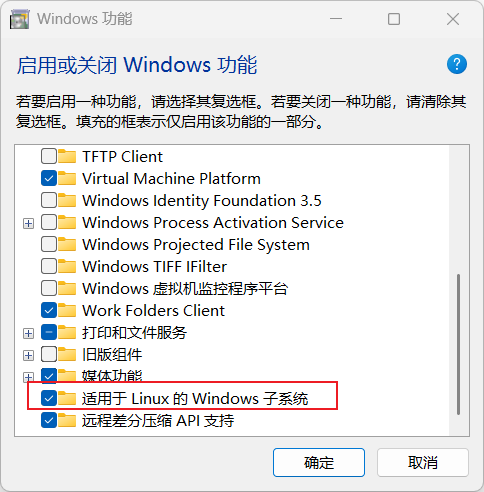 Windows 功能
启用或关闭 Windows 功能
若要启用一种功能，请选择其复选框。若要关闭一种功能，请清除其
复选框。填充的框表示仅启用该功能的一部分。
TFTP Client
Virtual Machine Platform
Windows Identity Foundation 3.5
Windows Process Activation Service
Windows Projected File System
Windows TIFF IFilter
Windows 虚拟机监控程序平台
Work Folders Client
打印和文件服务
旧版组件
媒体功能
适用于 Linux 的 Windows 子系统
远程差分压缩 API 支持
确定
取消